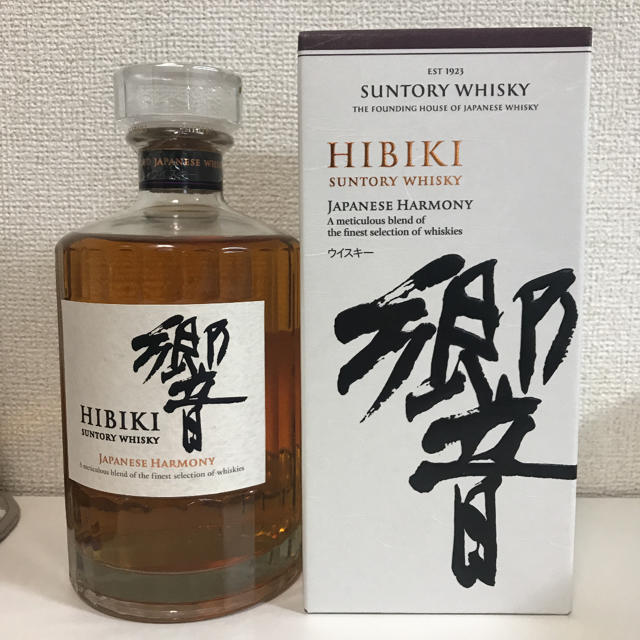 JAPANESE WHIS
響
HIBIKI
SUNTORY WHISKY
JAPANESE HARMONY
A meticulous blend of the finest selection of whiskies
EST 1923
SUNTORY WHISKY
THE FOUNDING HOUSE OF JAPANESE WHISKY
HIBIKI
SUNTORY WHISKY
JAPANESE HARMONY
A meticulous blend of
the finest selection of whiskies
ウイスキー
響